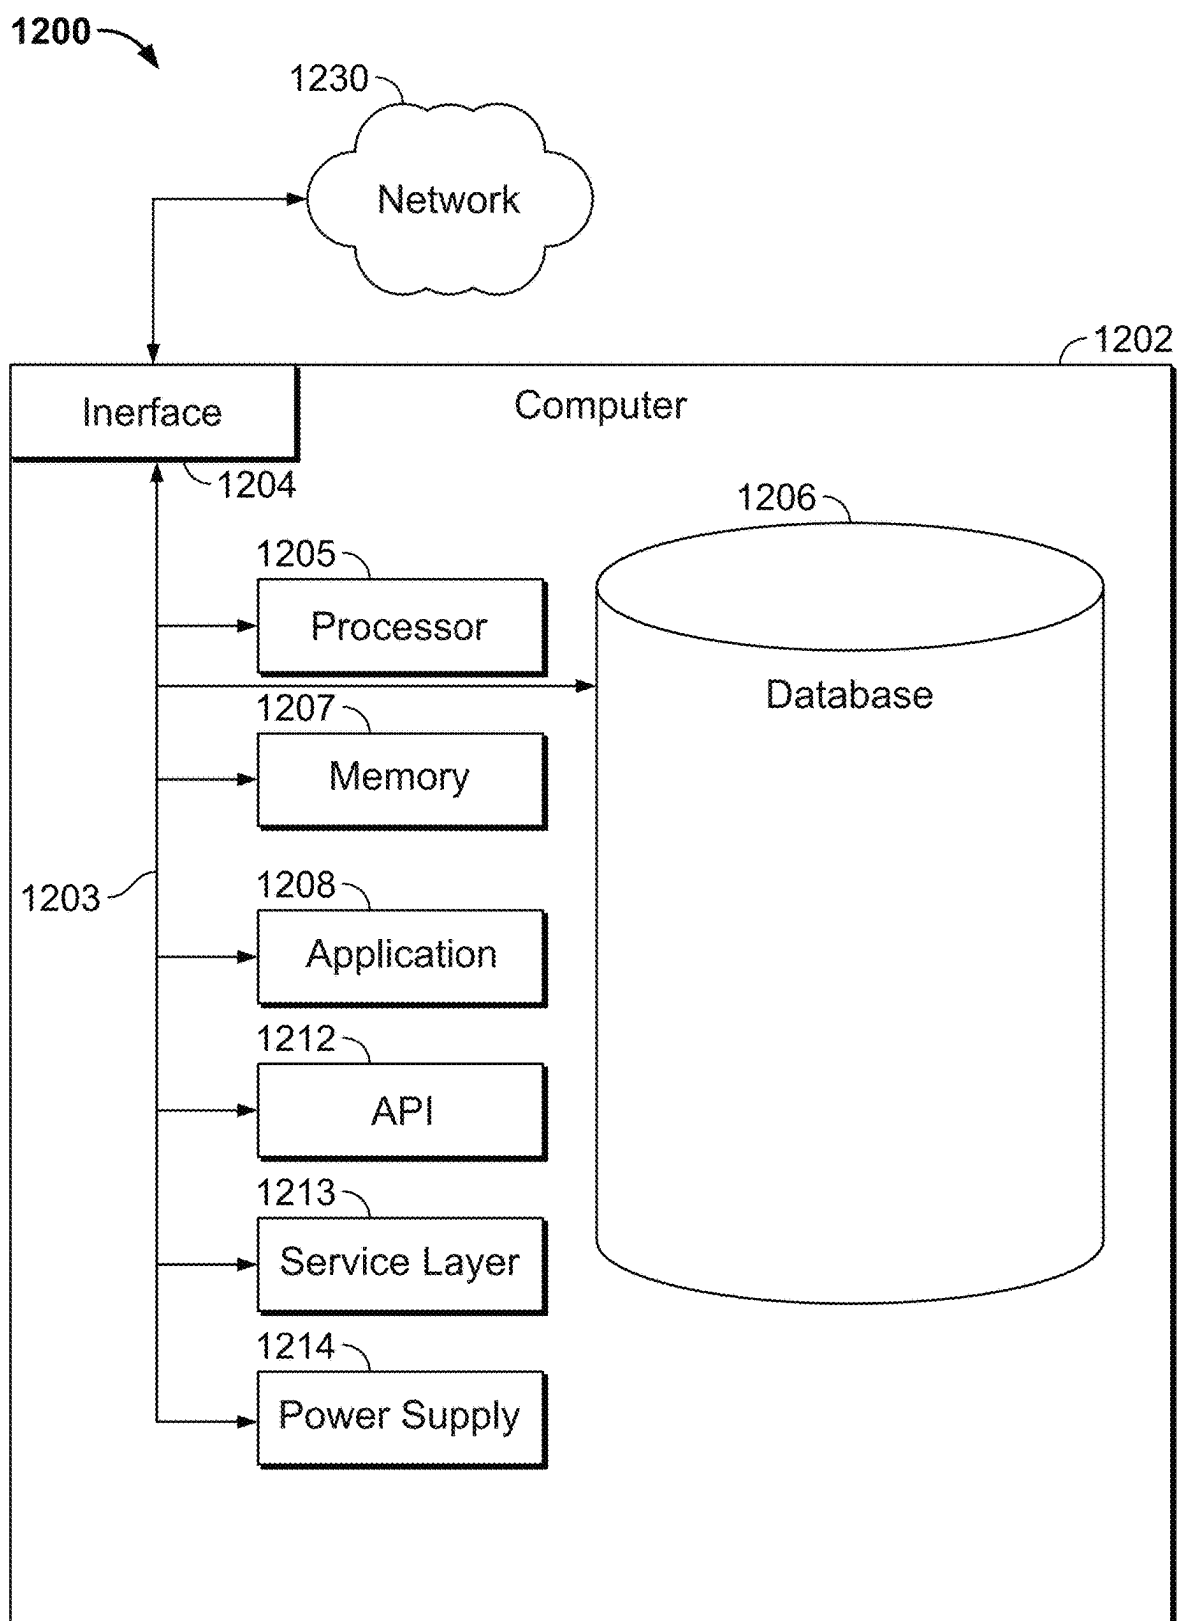 1200
1230
Network
1202
Inerface
Computer
1204
1206
1205
Processor
Database
1207
Memory
1203
1208
Application
1212
API
1213
Service Layer
1214
Power Supply